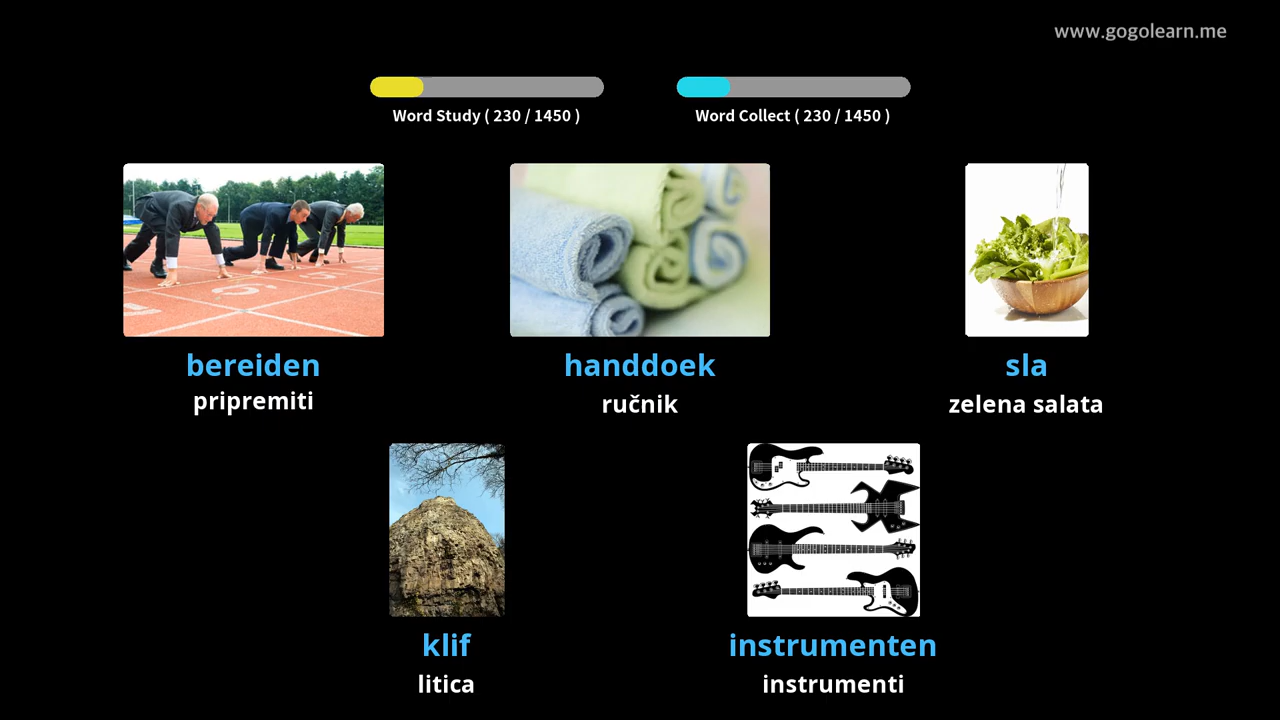 www.gogolearn.me
Word Study ( 230 / 1450 )
Word Collect ( 230 / 1450 )
bereiden
pripremiti
handdoek
ručnik
sla
zelena salata
klif
litica
instrumenten
instrumenti